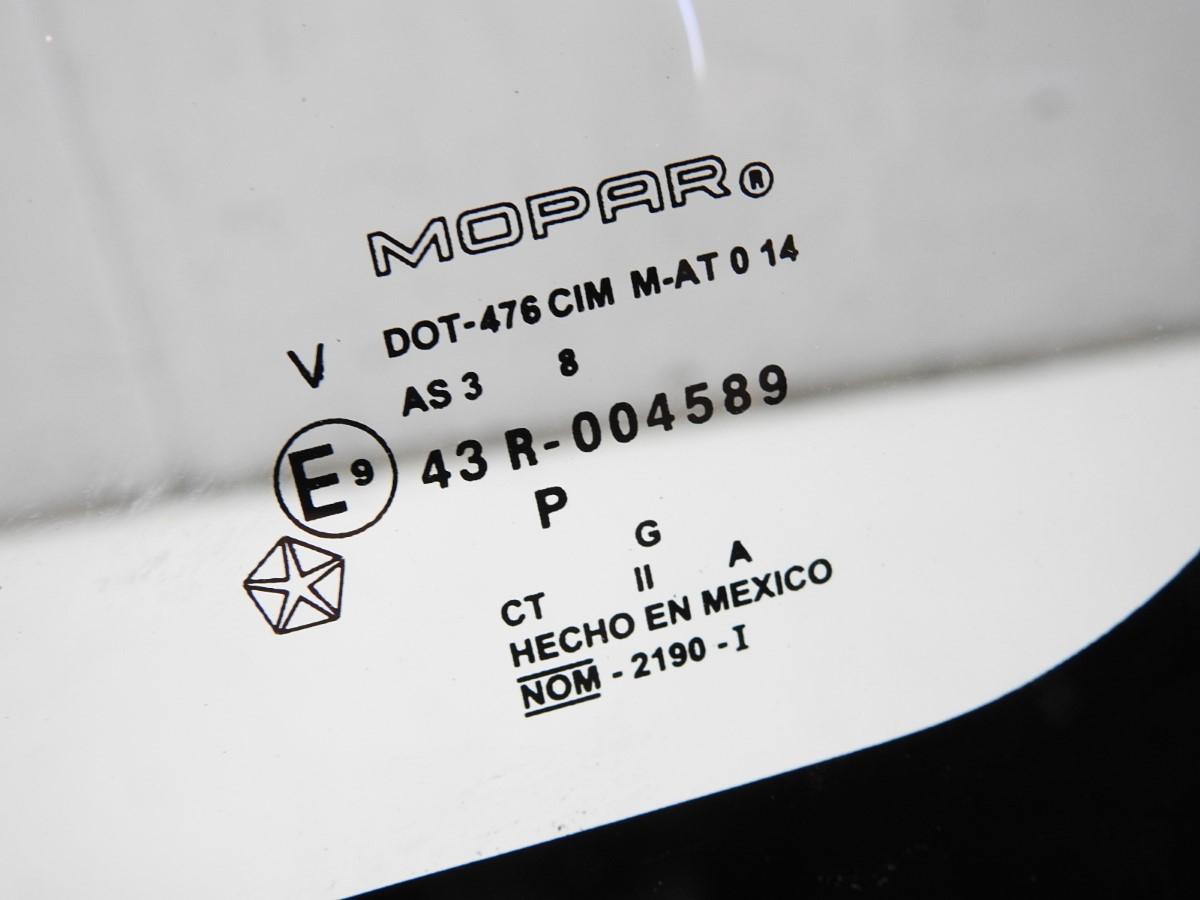 MOPAR®
DOT-476 CIM M-AT 0 14
V
AS 3 8
E9 43 R-004589
P
G
CT II A
HECHO EN MEXICO
NOM - 2190 - I